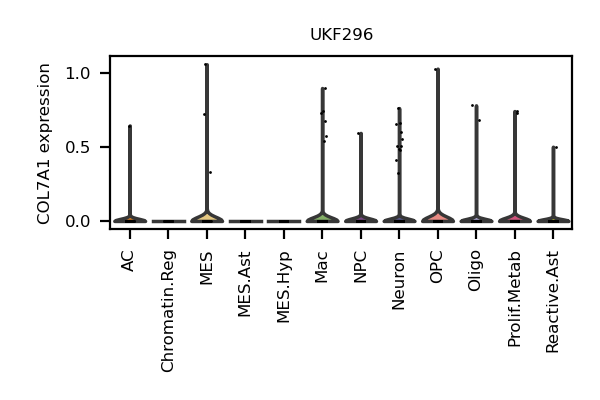 UKF296
COL7A1 expression
1.0
0.5
0.0
AC
Chromatin.Reg
MES
MES.Ast
MES.Hyp
Mac
NPC
Neuron
OPC
Oligo
Prolif.Metab
Reactive.Ast